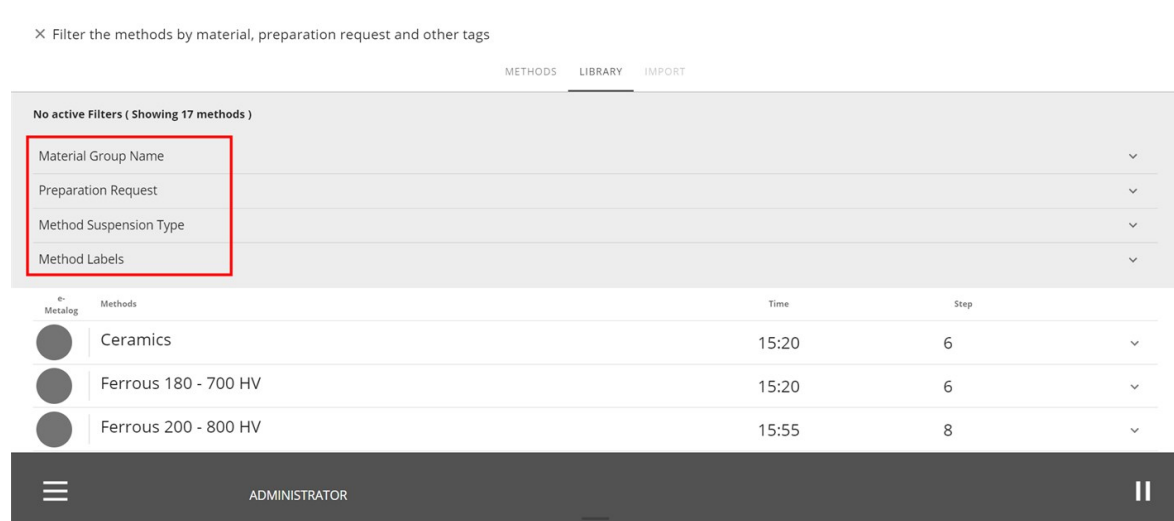 × Filter the methods by material, preparation request and other tags
METHODS LIBRARY IMPORT
No active Filters ( Showing 17 methods )
Material Group Name
Preparation Request
Method Suspension Type
Method Labels
e-
Metalog Methods Time Step
Ceramics 15:20 6
Ferrous 180 - 700 HV 15:20 6
Ferrous 200 - 800 HV 15:55 8
ADMINISTRATOR